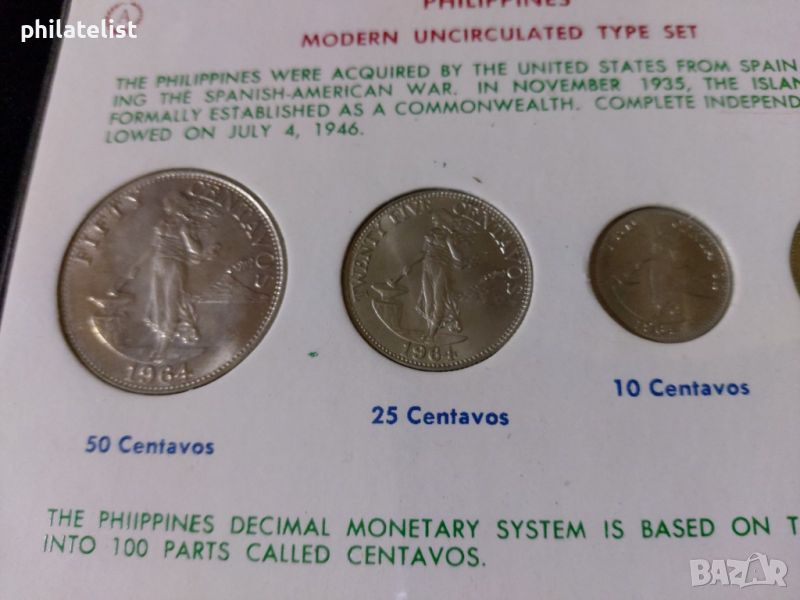 philatelist
A
PHILIPPINES
MODERN UNCIRCULATED TYPE SET
THE PHILIPPINES WERE ACQUIRED BY THE UNITED STATES FROM SPAIN
ING THE SPANISH-AMERICAN WAR. IN NOVEMBER 1935, THE ISLAN
FORMALLY ESTABLISHED AS A COMMONWEALTH. COMPLETE INDEPEND
LOWED ON JULY 4, 1946.
FIFTY CENTAVOS
1964
TWENTY FIVE CENTAVOS
1964
1964
50 Centavos
25 Centavos
10 Centavos
THE PHIIPPINES DECIMAL MONETARY SYSTEM IS BASED ON T
INTO 100 PARTS CALLED CENTAVOS.
BAZAR